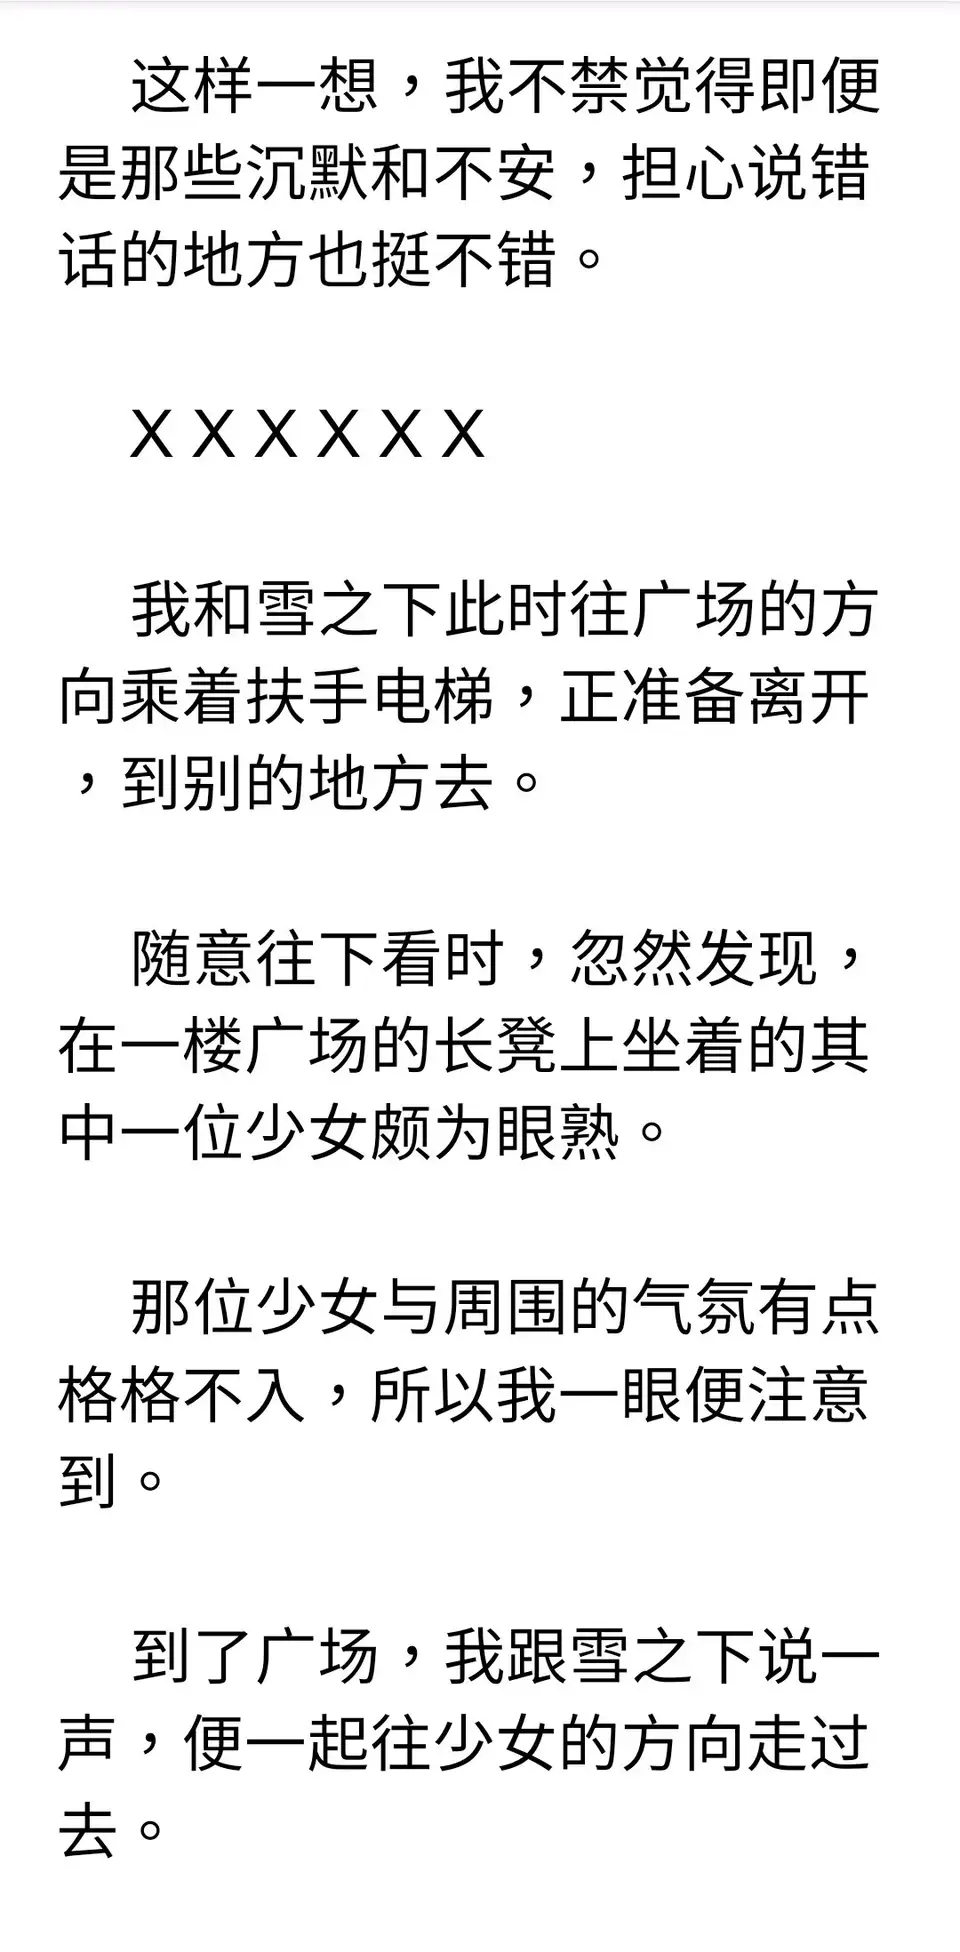 这样一想，我不禁觉得即便
是那些沉默和不安，担心说错
话的地方也挺不错。
X X X X X X
我和雪之下此时往广场的方
向乘着扶手电梯，正准备离开
，到别的地方去。
随意往下看时，忽然发现，
在一楼广场的长凳上坐着的其
中一位少女颇为眼熟。
那位少女与周围的气氛有点
格格不入，所以我一眼便注意
到。
到了广场，我跟雪之下说一
声，便一起往少女的方向走过
去。